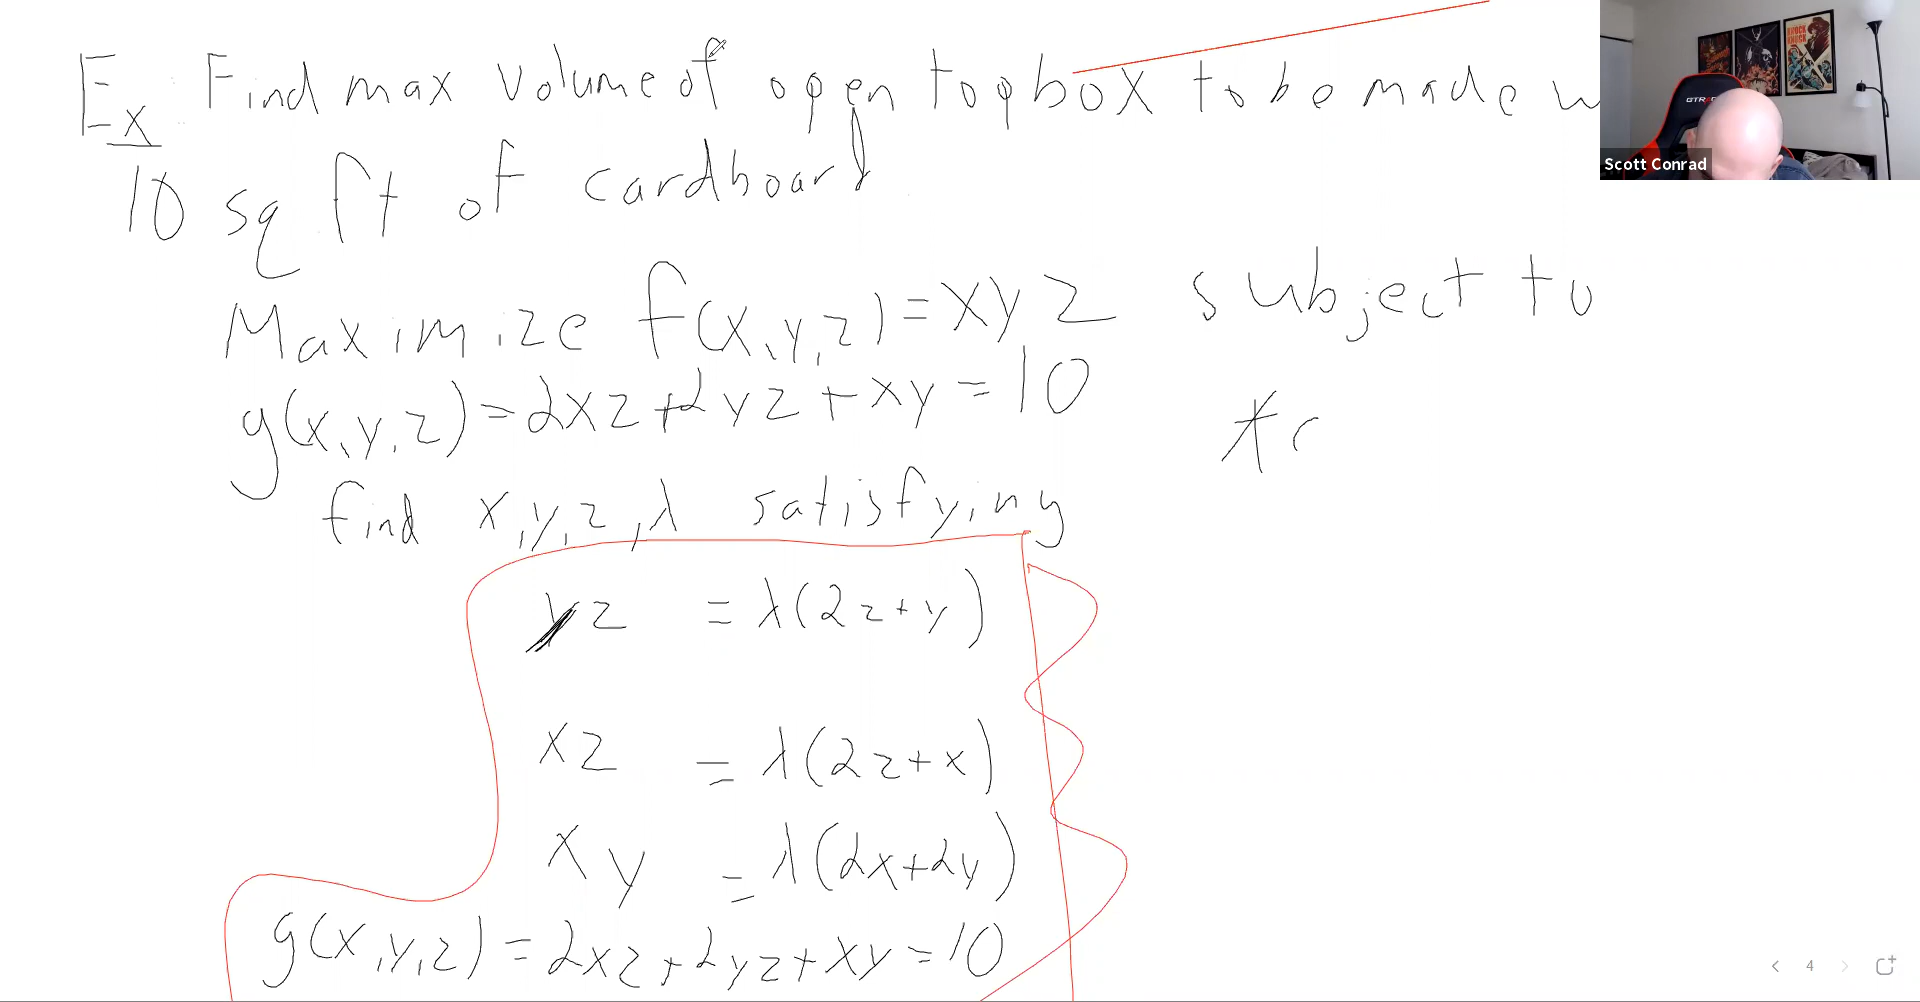 Ex: Find max volume of open top box to be made w
10 sq ft of cardboard
Maximize f(x,y,z)=xyz subject to
g(x,y,z)=2xz+2yz+xy=10
find x,y,z,λ satisfying
yz = λ(2z+y)
xz = λ(2z+x)
xy = λ(2x+2y)
g(x,y,z)=2xz+2yz+xy=10
Scott Conrad
KNOCK KNOCK
4